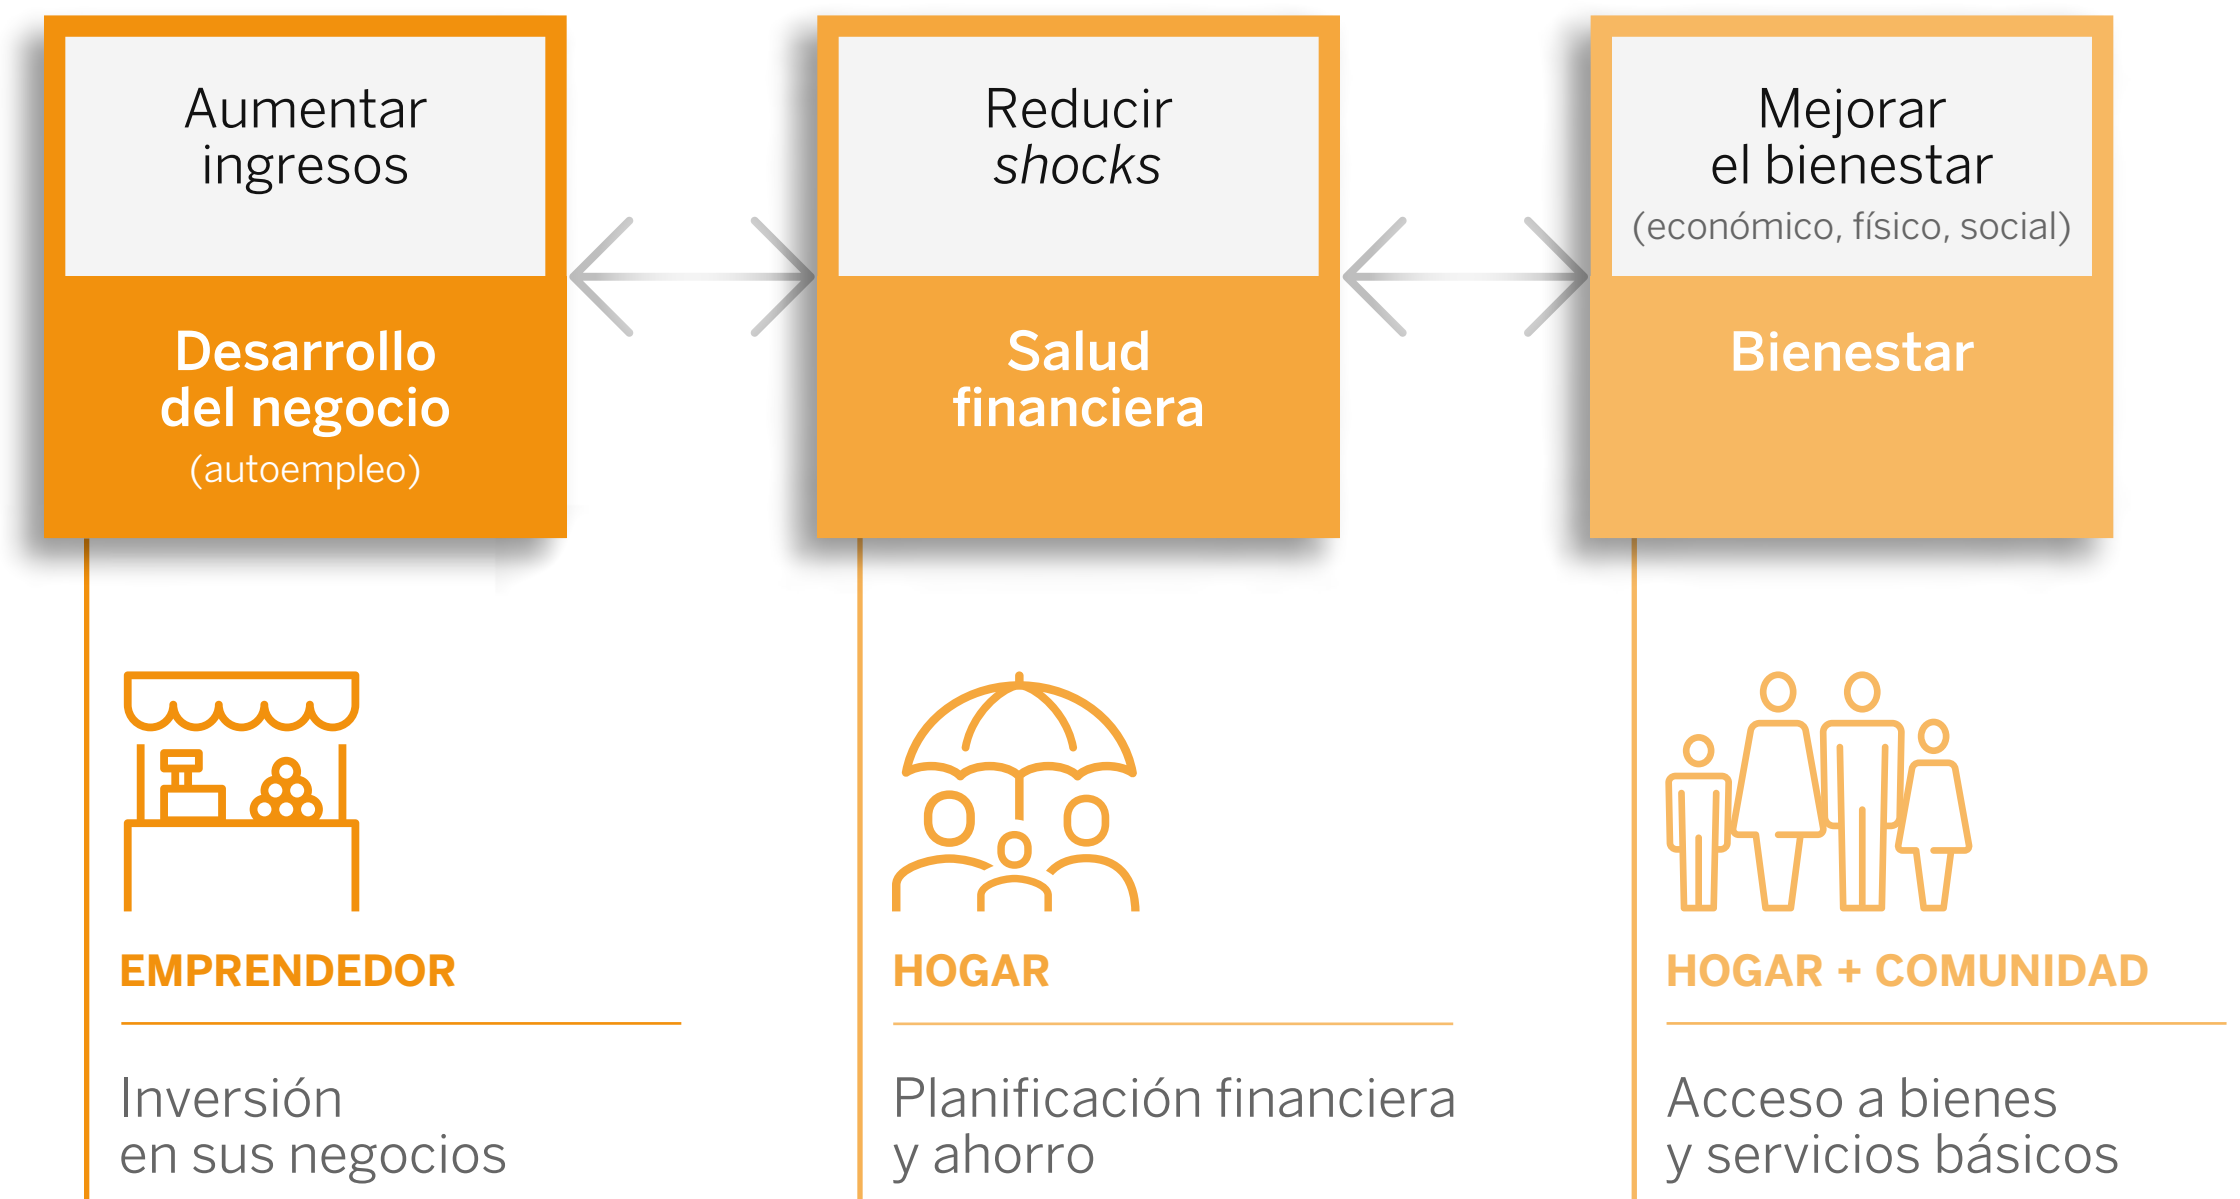 Aumentar
ingresos
Desarrollo
del negocio
(autoempleo)
EMPRENDEDOR
Inversión
en sus negocios
Reducir
shocks
Salud
financiera
HOGAR
Planificación financiera
y ahorro
Mejorar
el bienestar
(económico, físico, social)
Bienestar
HOGAR + COMUNIDAD
Acceso a bienes
y servicios básicos